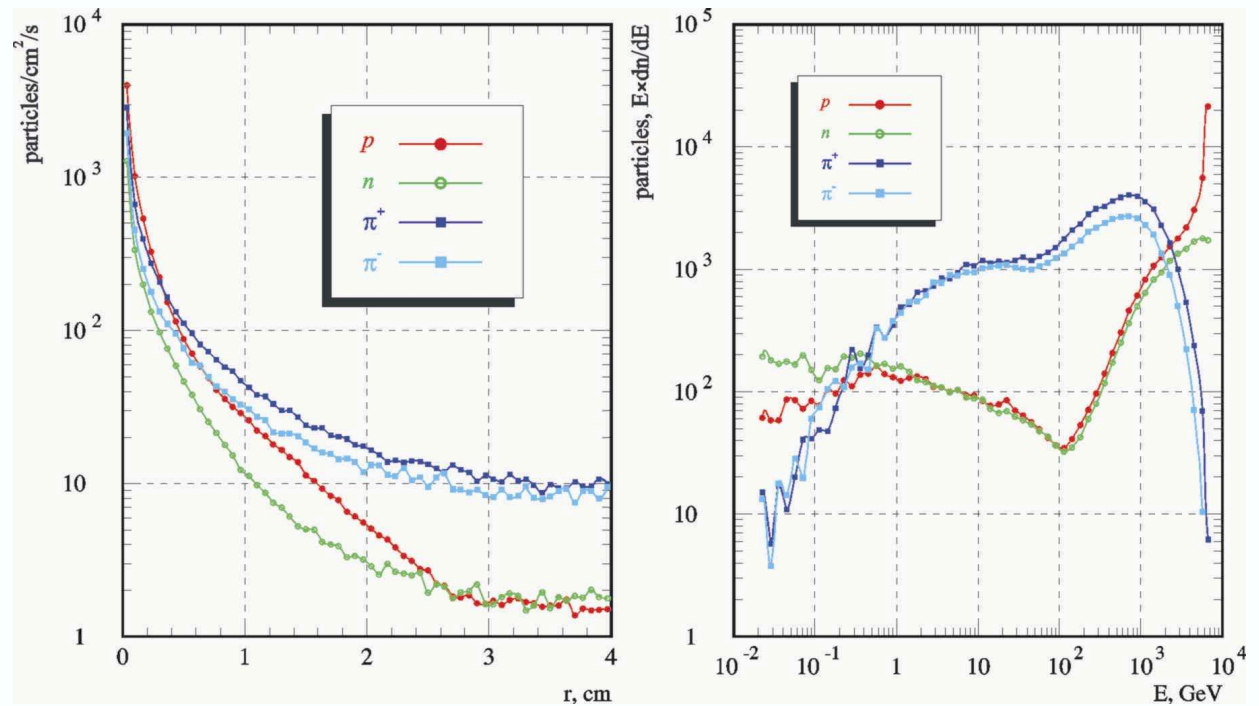 particles/cm²/s
10⁴
10³
10²
10
1
p
n
π⁺
π⁻
0
1
2
3
4
r, cm
particles, E×dn/dE
10⁵
10⁴
10³
10²
10
1
p
n
π⁺
π⁻
10⁻²
10⁻¹
1
10
10²
10³
10⁴
E, GeV